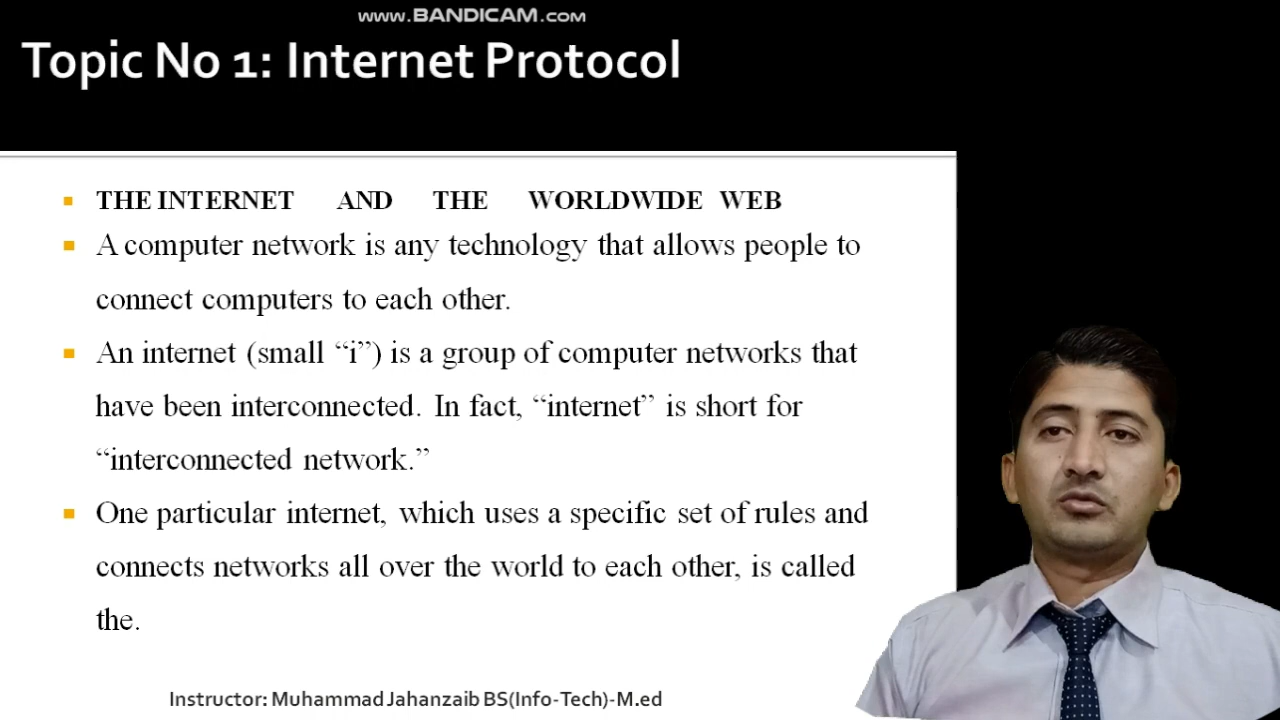 www.BANDICAM.com
Topic No 1: Internet Protocol
THE INTERNET AND THE WORLDWIDE WEB
A computer network is any technology that allows people to
connect computers to each other.
An internet (small “i”) is a group of computer networks that
have been interconnected. In fact, “internet” is short for
“interconnected network.”
One particular internet, which uses a specific set of rules and
connects networks all over the world to each other, is called
the.
Instructor: Muhammad Jahanzaib BS(Info-Tech)-M.ed